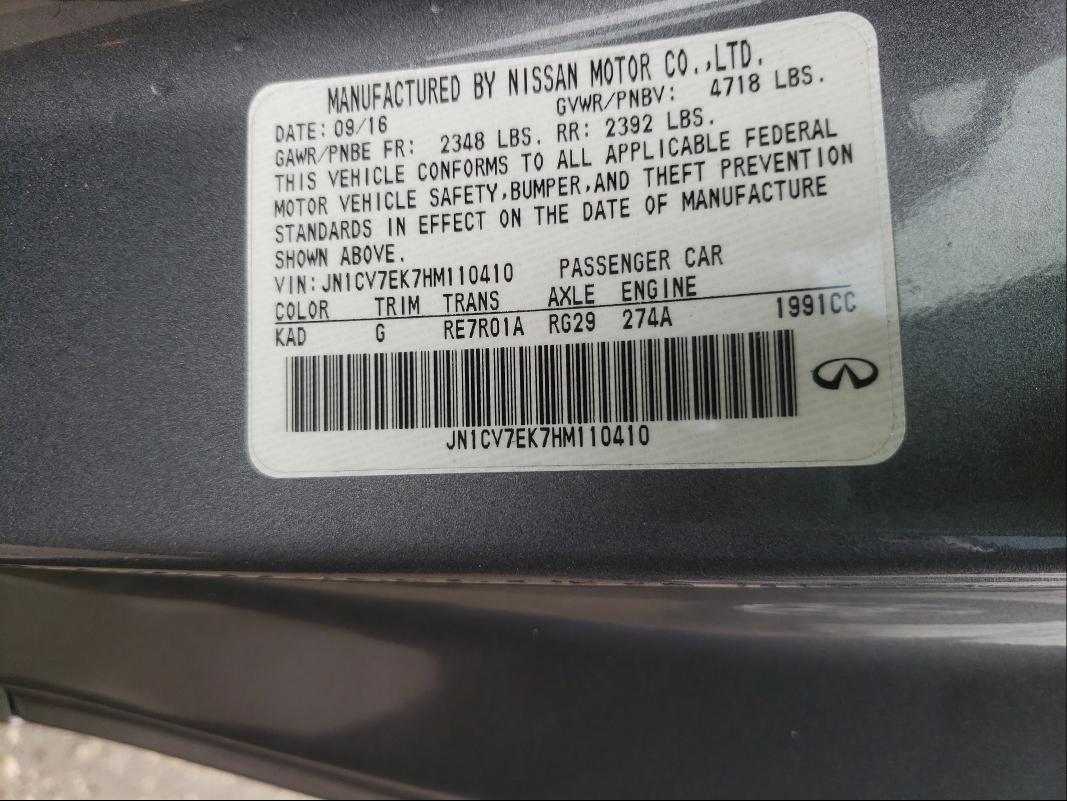 MANUFACTURED BY NISSAN MOTOR CO.,LTD.
DATE: 09/16 GVWR/PNBV: 4718 LBS.
GAWR/PNBE FR: 2348 LBS. RR: 2392 LBS.
THIS VEHICLE CONFORMS TO ALL APPLICABLE FEDERAL
MOTOR VEHICLE SAFETY,BUMPER,AND THEFT PREVENTION
STANDARDS IN EFFECT ON THE DATE OF MANUFACTURE
SHOWN ABOVE.
VIN: JN1CV7EK7HM110410 PASSENGER CAR
COLOR TRIM TRANS AXLE ENGINE
KAD G RE7R01A RG29 274A 1991CC
JN1CV7EK7HM110410